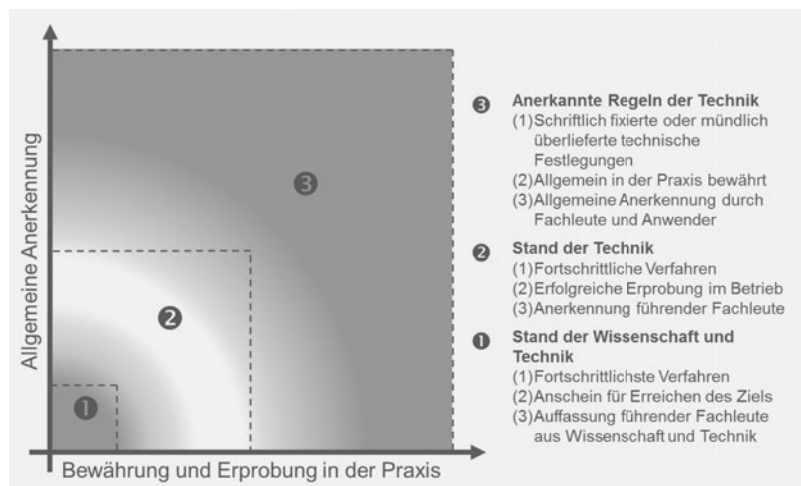 Allgemeine Anerkennung
❸
❷
❶
Bewährung und Erprobung in der Praxis
❸ Anerkannte Regeln der Technik
(1)Schriftlich fixierte oder mündlich
überlieferte technische
Festlegungen
(2)Allgemein in der Praxis bewährt
(3)Allgemeine Anerkennung durch
Fachleute und Anwender
❷ Stand der Technik
(1)Fortschrittliche Verfahren
(2)Erfolgreiche Erprobung im Betrieb
(3)Anerkennung führender Fachleute
❶ Stand der Wissenschaft und
Technik
(1)Fortschrittlichste Verfahren
(2)Anschein für Erreichen des Ziels
(3)Auffassung führender Fachleute
aus Wissenschaft und Technik